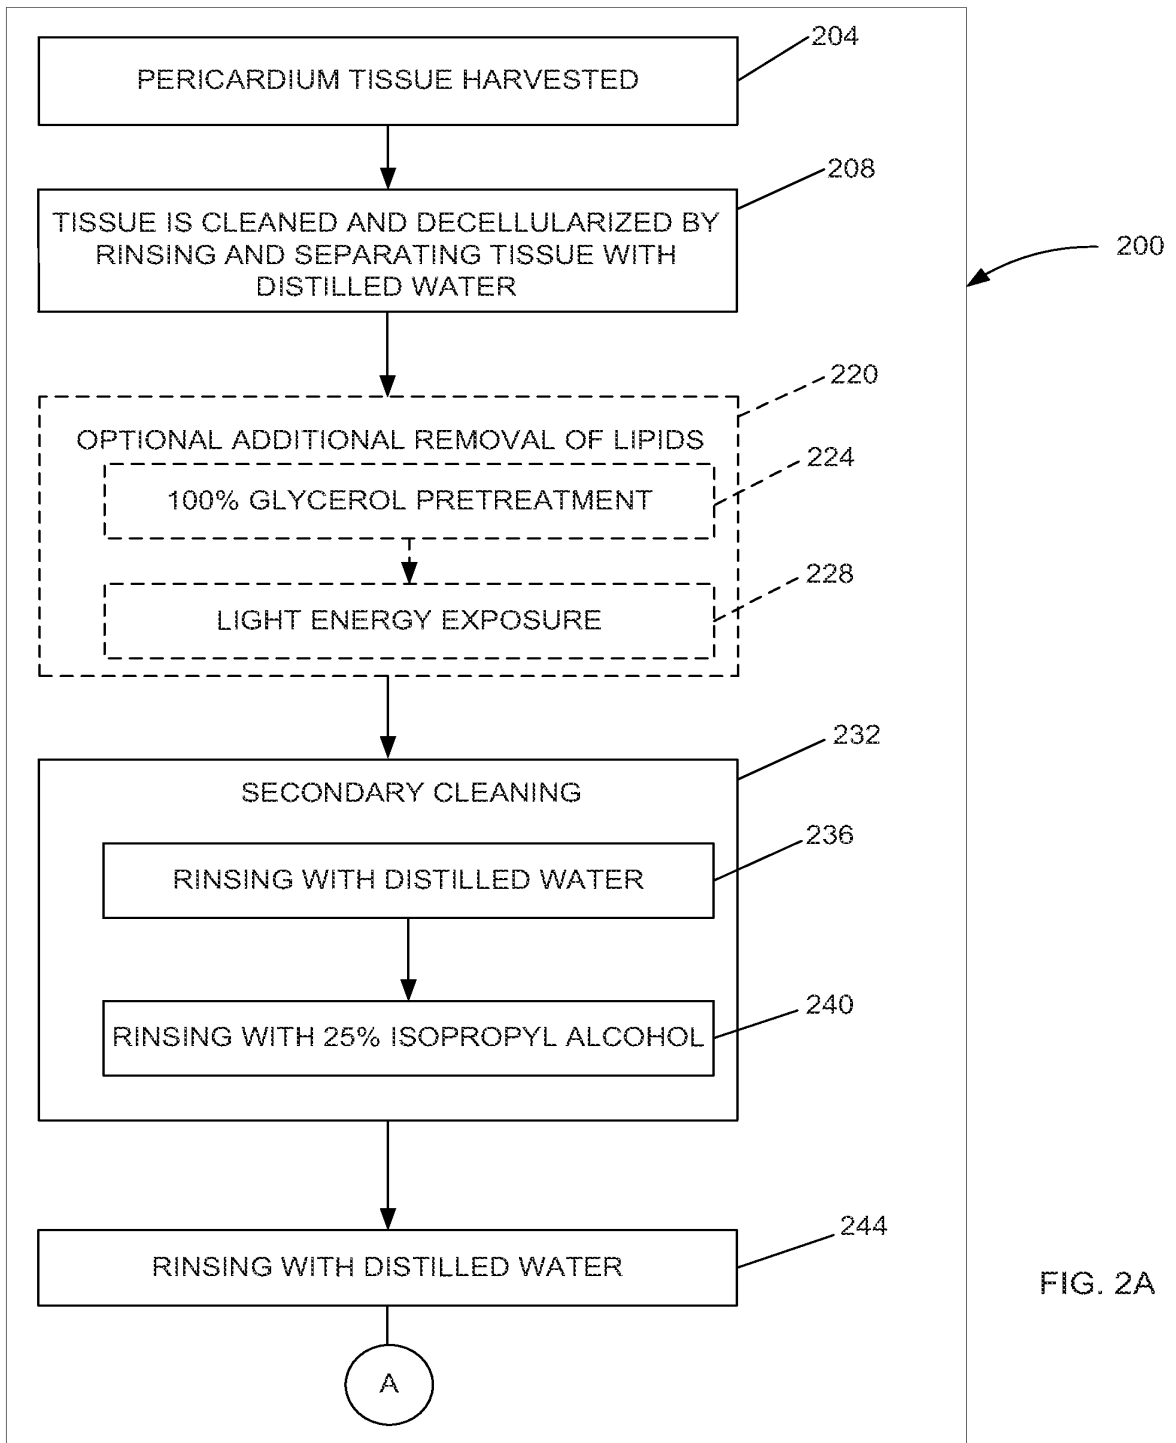 204
PERICARDIUM TISSUE HARVESTED
208
TISSUE IS CLEANED AND DECELLULARIZED BY
RINSING AND SEPARATING TISSUE WITH
DISTILLED WATER
200
220
OPTIONAL ADDITIONAL REMOVAL OF LIPIDS
224
100% GLYCEROL PRETREATMENT
228
LIGHT ENERGY EXPOSURE
232
SECONDARY CLEANING
236
RINSING WITH DISTILLED WATER
240
RINSING WITH 25% ISOPROPYL ALCOHOL
244
RINSING WITH DISTILLED WATER
FIG. 2A
A